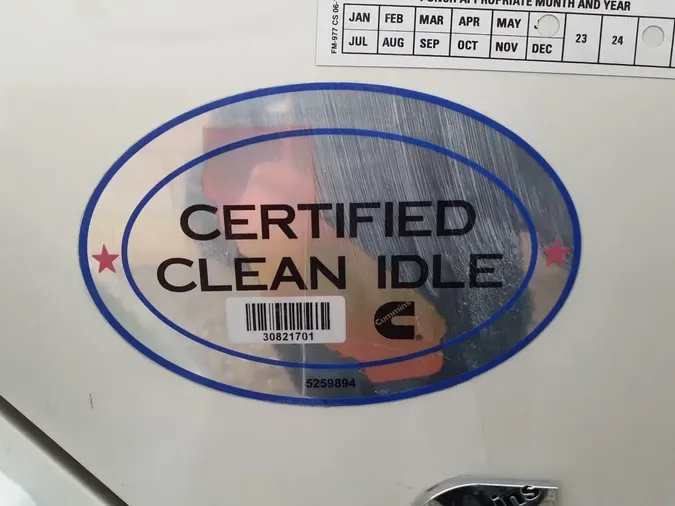 PUNCH APPROPRIATE MONTH AND YEAR
JAN FEB MAR APR MAY
23 24
JUL AUG SEP OCT NOV DEC
FM-977 CS 06-
CERTIFIED
CLEAN IDLE
30821701
Cummins
5259894